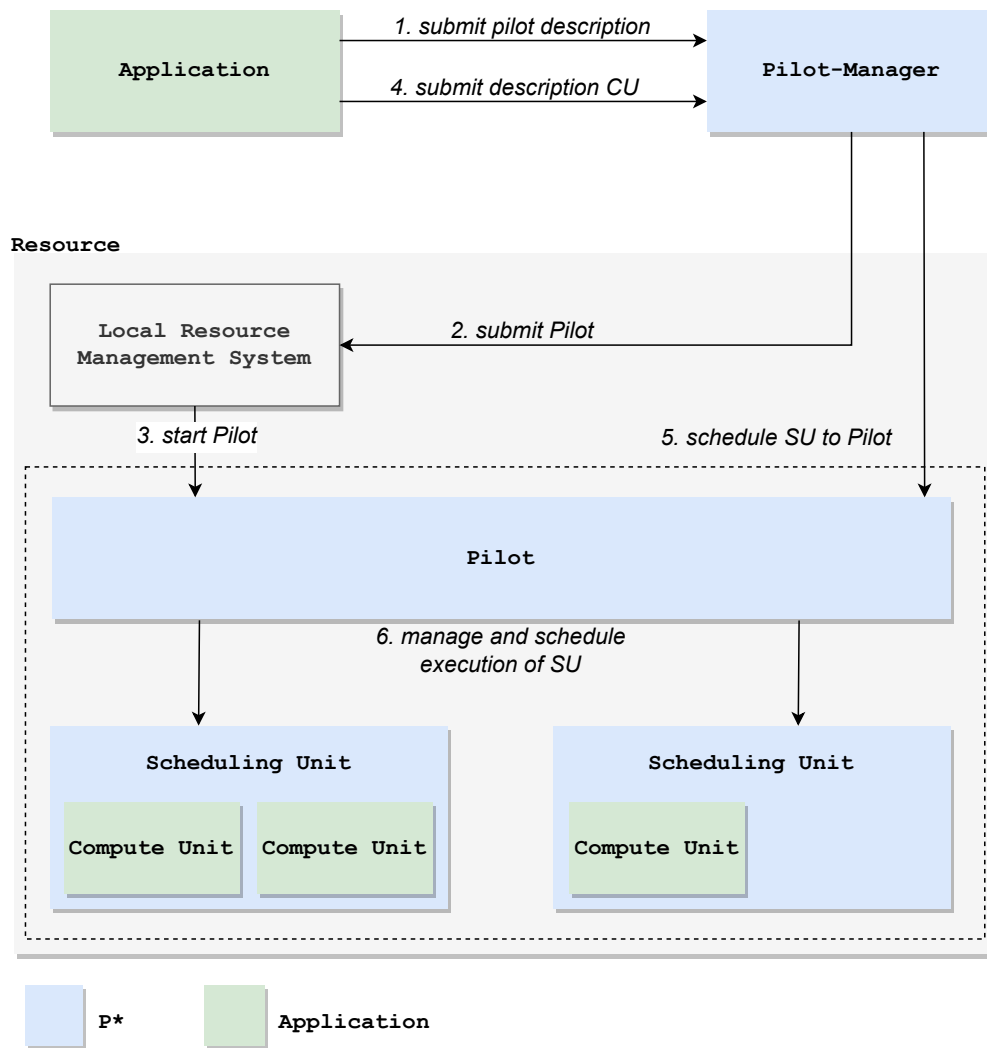 1. submit pilot description
Application
Pilot-Manager
4. submit description CU
Resource
Local Resource
Management System
2. submit Pilot
3. start Pilot
5. schedule SU to Pilot
Pilot
6. manage and schedule
execution of SU
Scheduling Unit
Scheduling Unit
Compute Unit
Compute Unit
Compute Unit
P*
Application